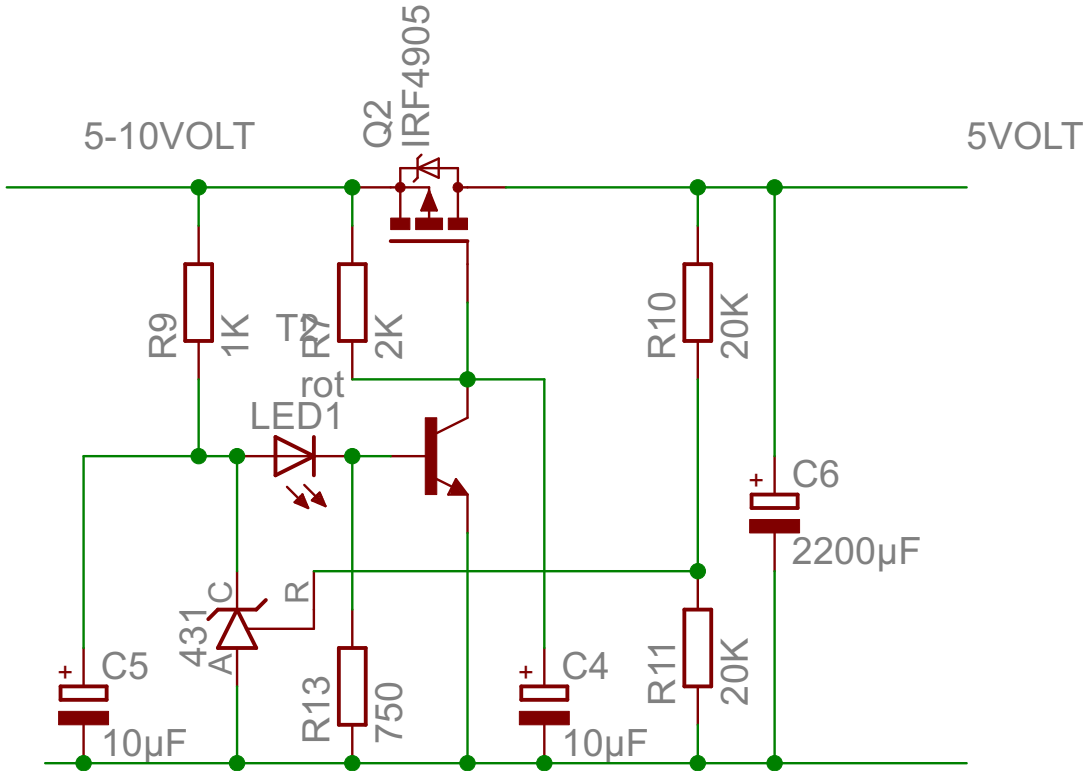 5-10VOLT
Q2
IRF4905
5VOLT
R9
1K
T2
R7
2K
rot
LED1
R10
20K
+
C6
2200µF
C
R
431
A
+
C5
10µF
R13
750
+
C4
10µF
R11
20K